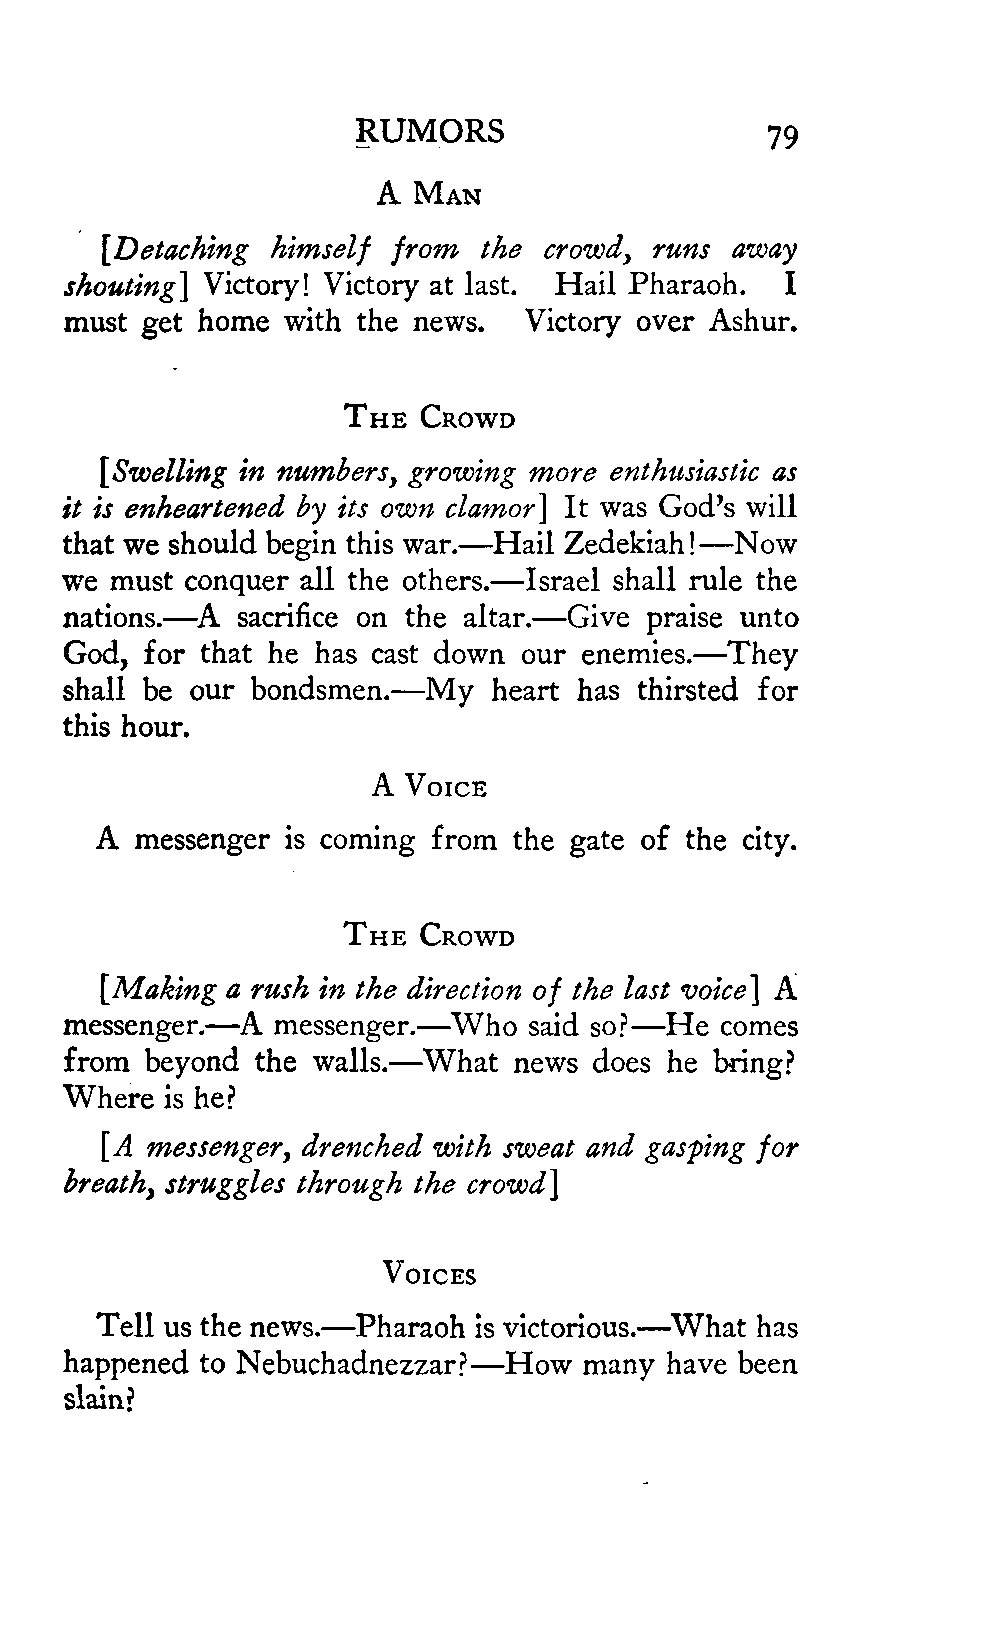 RUMORS 79
A MAN
[Detaching himself from the crowd, runs away
shouting] Victory! Victory at last. Hail Pharaoh. I
must get home with the news. Victory over Ashur.
THE CROWD
[Swelling in numbers, growing more enthusiastic as
it is enheartened by its own clamor] It was God's will
that we should begin this war.—Hail Zedekiah!—Now
we must conquer all the others.—Israel shall rule the
nations.—A sacrifice on the altar.—Give praise unto
God, for that he has cast down our enemies.—They
shall be our bondsmen.—My heart has thirsted for
this hour.
A VOICE
A messenger is coming from the gate of the city.
THE CROWD
[Making a rush in the direction of the last voice] A
messenger.—A messenger.—Who said so?—He comes
from beyond the walls.—What news does he bring?
Where is he?
[A messenger, drenched with sweat and gasping for
breath, struggles through the crowd]
VOICES
Tell us the news.—Pharaoh is victorious.—What has
happened to Nebuchadnezzar?—How many have been
slain?